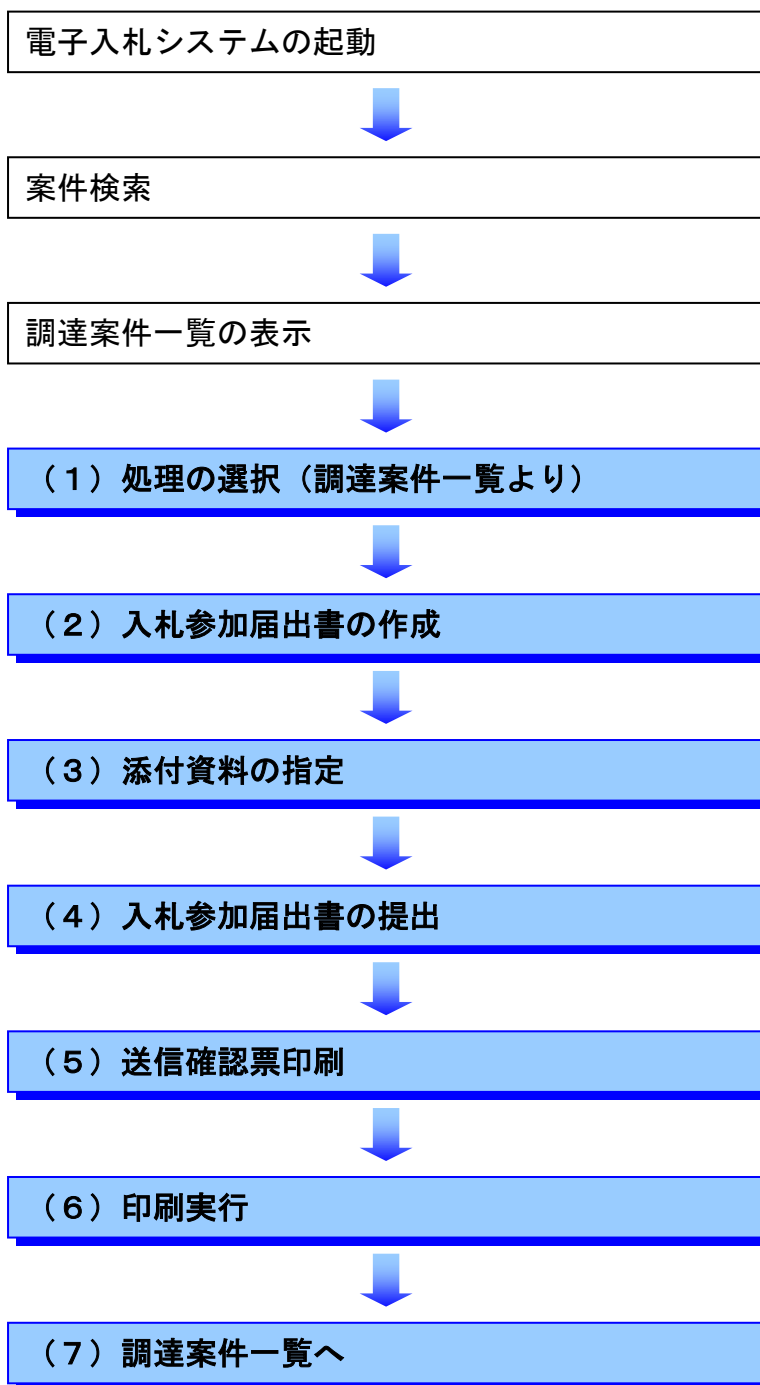 電子入札システムの起動
案件検索
調達案件一覧の表示
（１）処理の選択（調達案件一覧より）
（２）入札参加届出書の作成
（３）添付資料の指定
（４）入札参加届出書の提出
（５）送信確認票印刷
（６）印刷実行
（７）調達案件一覧へ